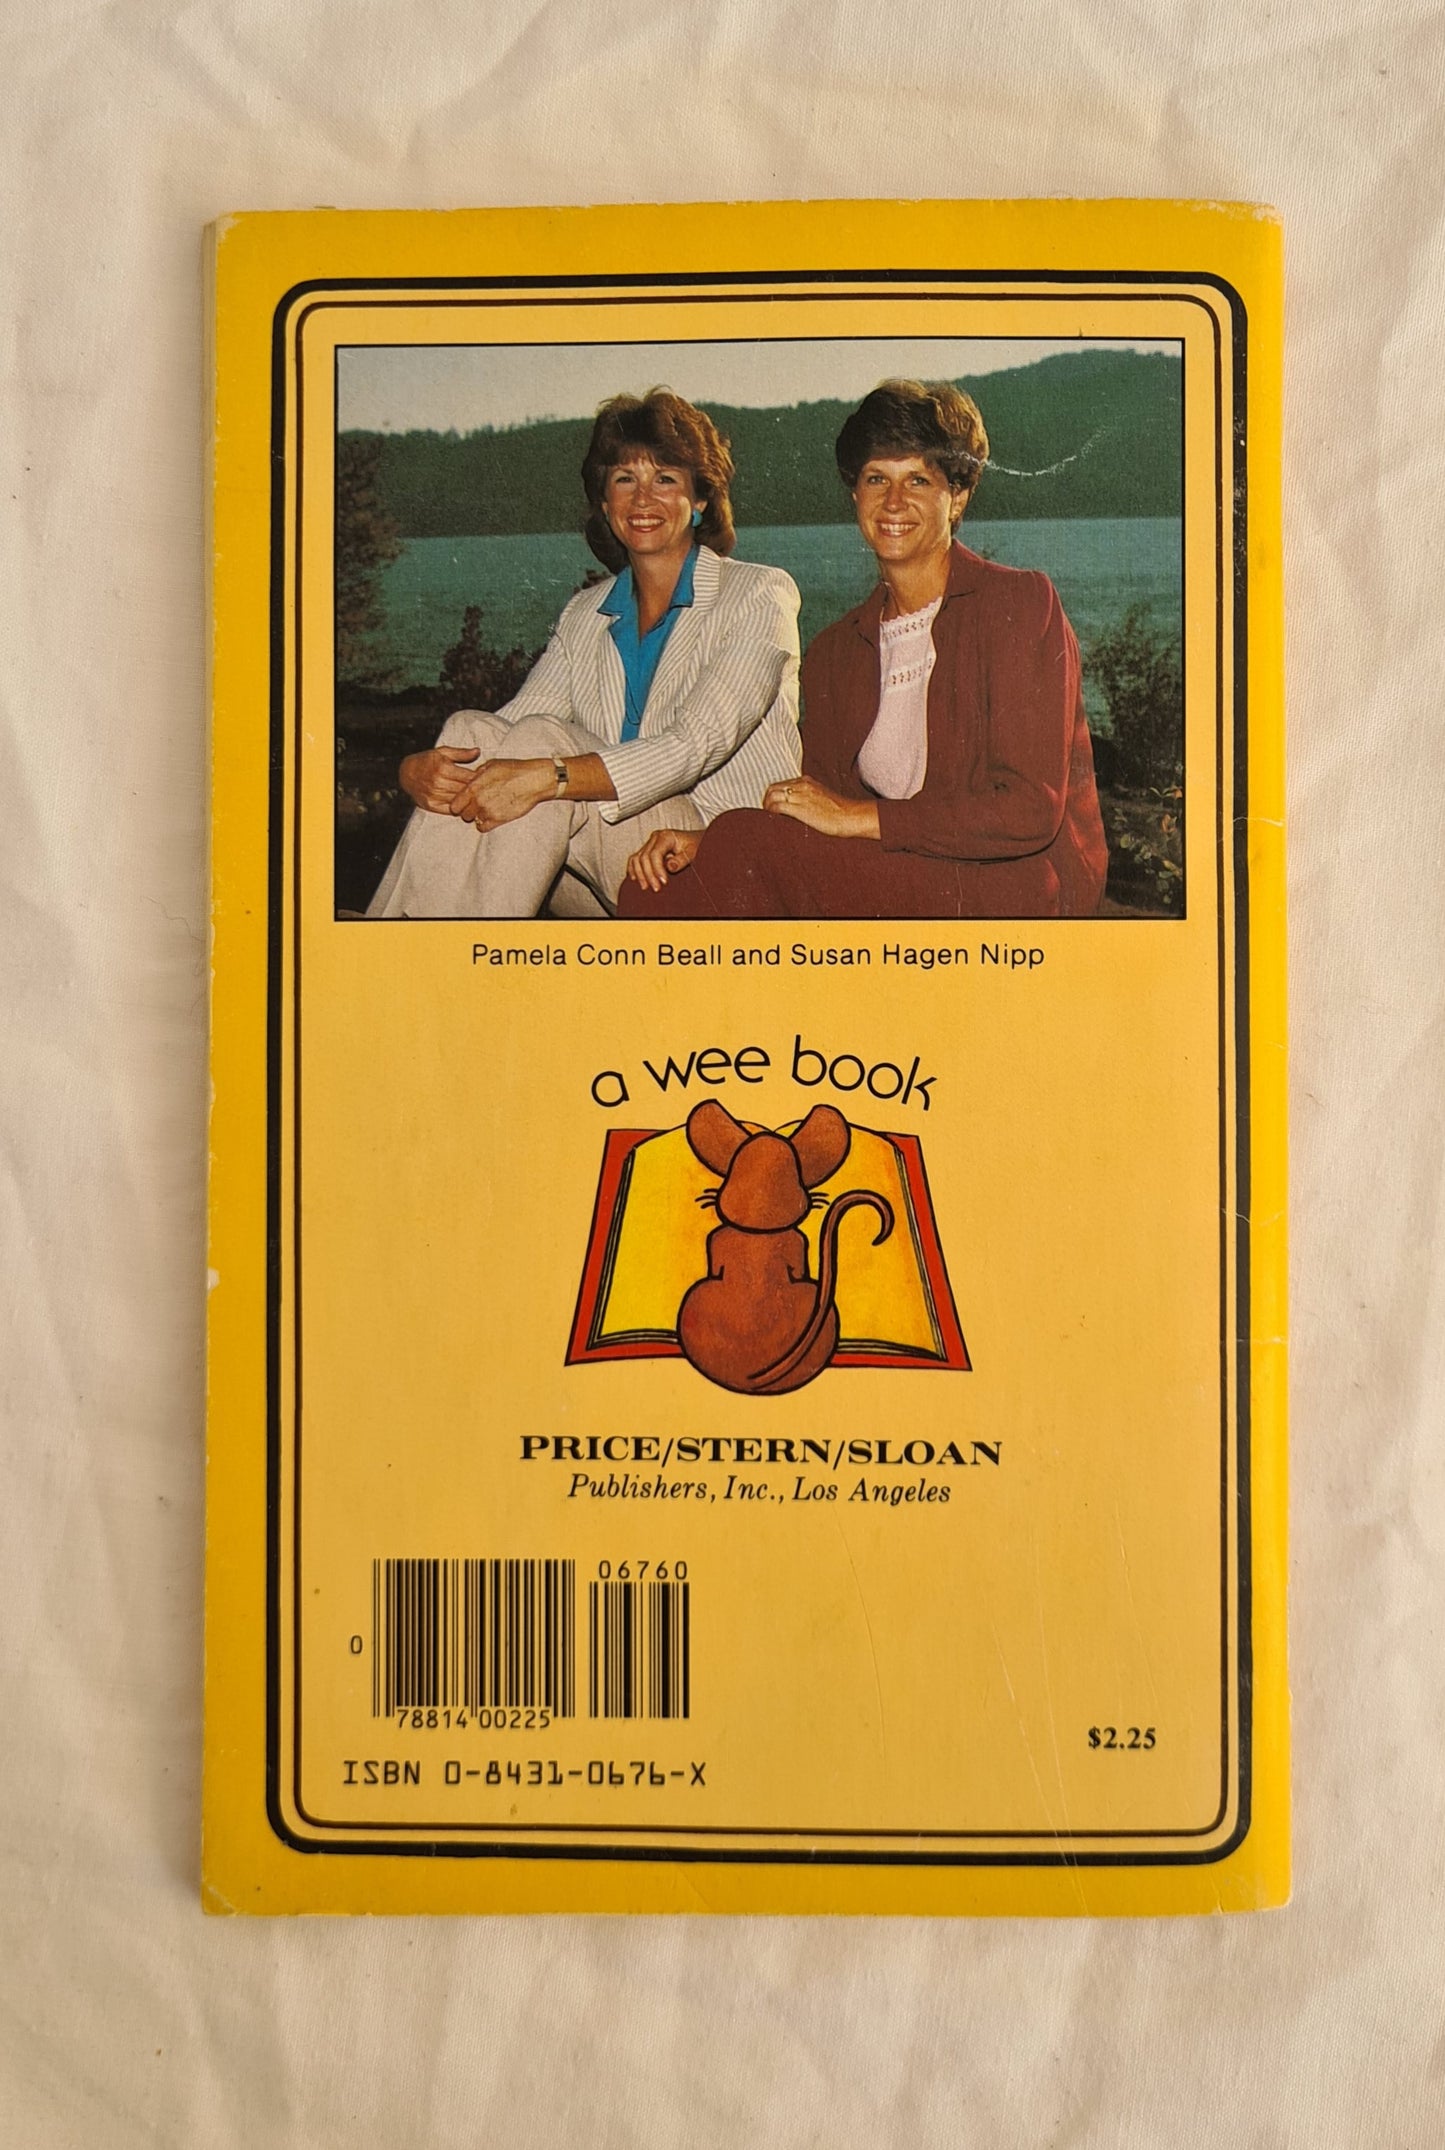 Pamela Conn Beall and Susan Hagen Nipp
a wee book
PRICE/STERN/SLOAN
Publishers, Inc., Los Angeles
06760
0
78814 00225
$2.25
ISBN 0-8431-0676-X